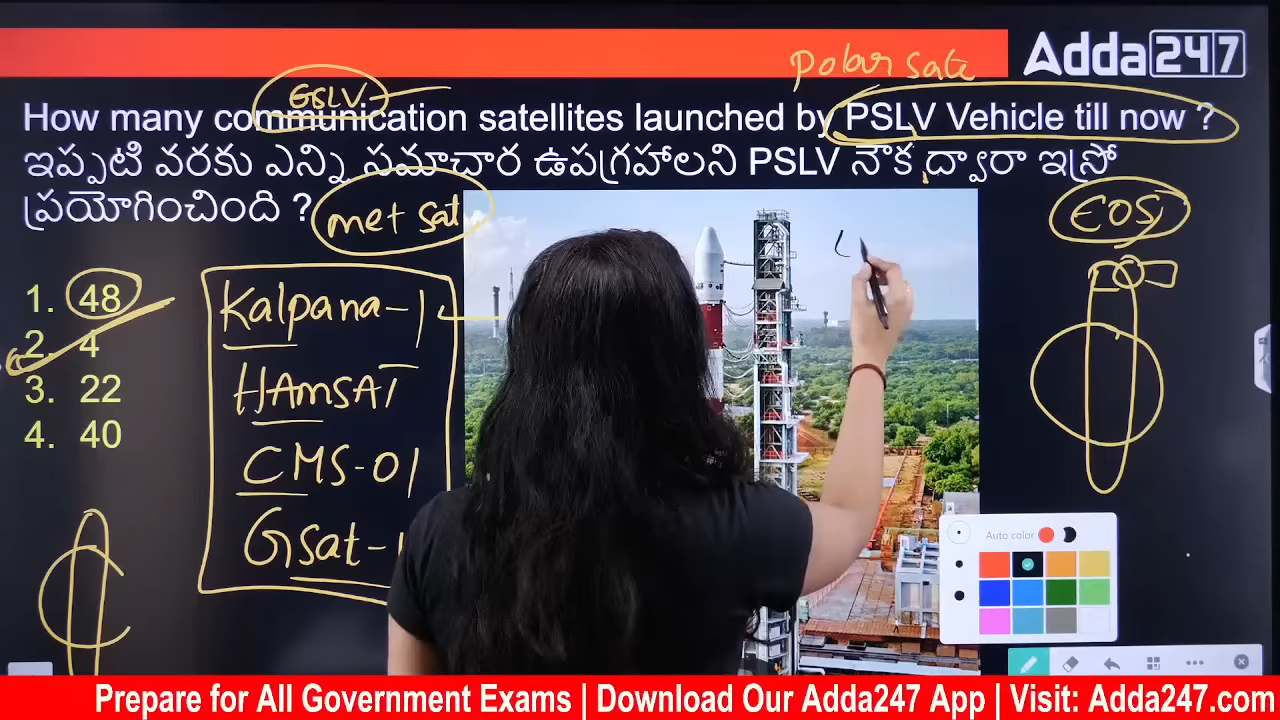 polar sate
Adda247
GSLV
How many communication satellites launched by PSLV Vehicle till now ?
ఇప్పటి వరకు ఎన్ని సమాచార ఉపగ్రహాలని PSLV నౌక ద్వారా ఇస్రో
ప్రయోగించింది ?
met sat
EOS
1. 48
2. 4
3. 22
4. 40
Kalpana-1
HAMSAT
CMS-01
Gsat-1
Auto color
Prepare for All Government Exams | Download Our Adda247 App | Visit: Adda247.com